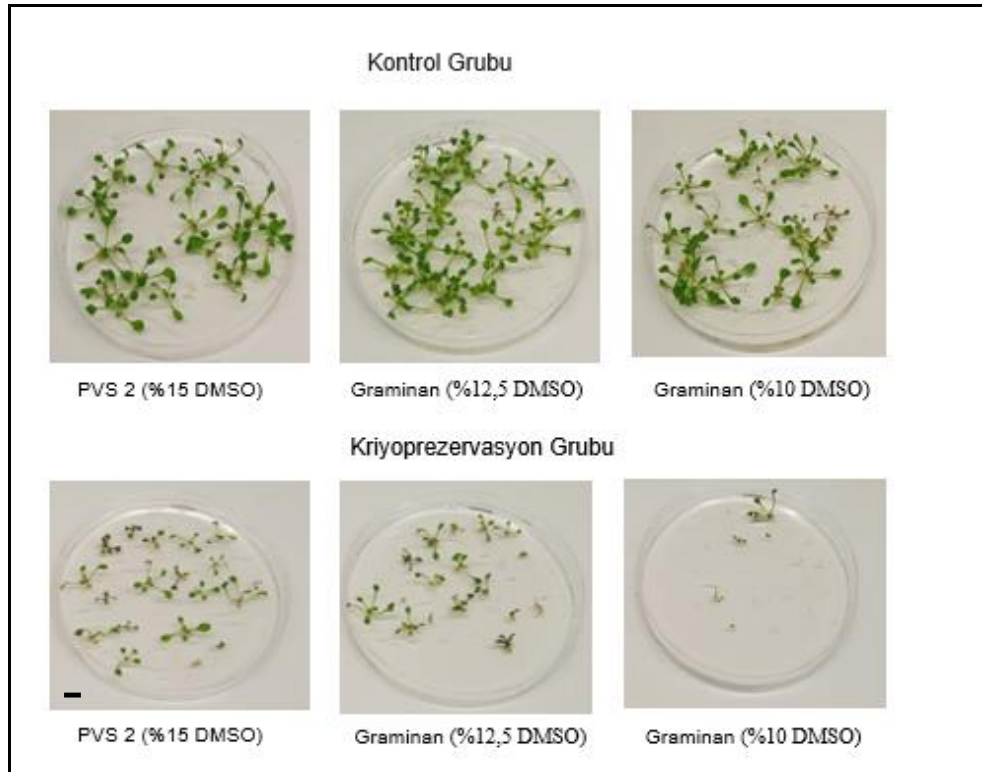 Kontrol Grubu
PVS 2 (%15 DMSO) Graminan (%12,5 DMSO) Graminan (%10 DMSO)
Kriyoprezervasyon Grubu
PVS 2 (%15 DMSO) Graminan (%12,5 DMSO) Graminan (%10 DMSO)